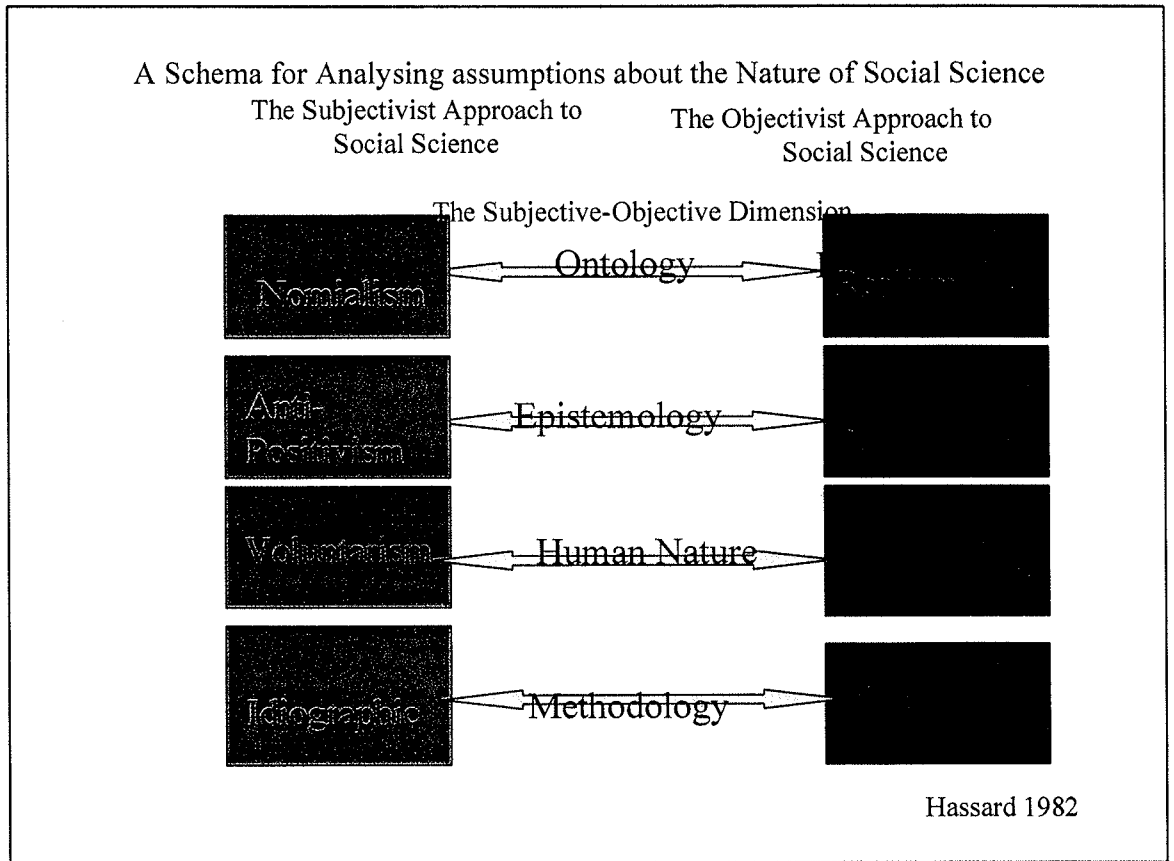 A Schema for Analysing assumptions about the Nature of Social Science
The Subjectivist Approach to
Social Science
The Objectivist Approach to
Social Science
The Subjective-Objective Dimension
Nomialism
Ontology
Anti-
Positivism
Epistemology
Voluntarism
Human Nature
Idiographic
Methodology
Hassard 1982